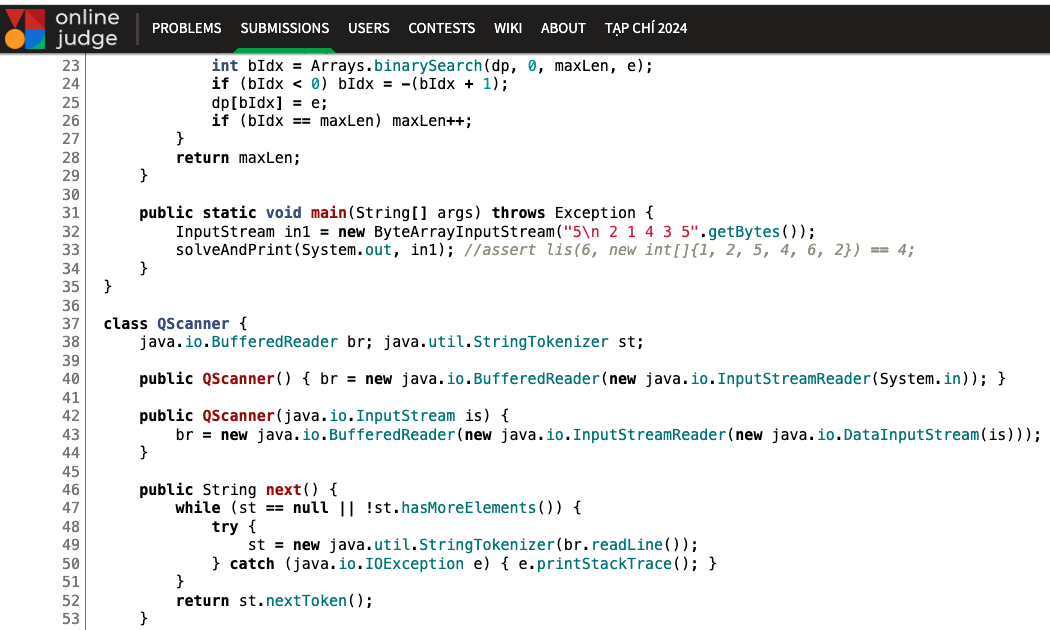 online
judge
PROBLEMS SUBMISSIONS USERS CONTESTS WIKI ABOUT TẠP CHÍ 2024
23 int bIdx = Arrays.binarySearch(dp, 0, maxLen, e);
24 if (bIdx < 0) bIdx = -(bIdx + 1);
25 dp[bIdx] = e;
26 if (bIdx == maxLen) maxLen++;
27 }
28 return maxLen;
29 }
30
31 public static void main(String[] args) throws Exception {
32 InputStream in1 = new ByteArrayInputStream("5\n 2 1 4 3 5".getBytes());
33 solveAndPrint(System.out, in1); //assert lis(6, new int[]{1, 2, 5, 4, 6, 2}) == 4;
34 }
35 }
36
37 class QScanner {
38 java.io.BufferedReader br; java.util.StringTokenizer st;
39
40 public QScanner() { br = new java.io.BufferedReader(new java.io.InputStreamReader(System.in)); }
41
42 public QScanner(java.io.InputStream is) {
43 br = new java.io.BufferedReader(new java.io.InputStreamReader(new java.io.DataInputStream(is)));
44 }
45
46 public String next() {
47 while (st == null || !st.hasMoreElements()) {
48 try {
49 st = new java.util.StringTokenizer(br.readLine());
50 } catch (java.io.IOException e) { e.printStackTrace(); }
51 }
52 return st.nextToken();
53 }